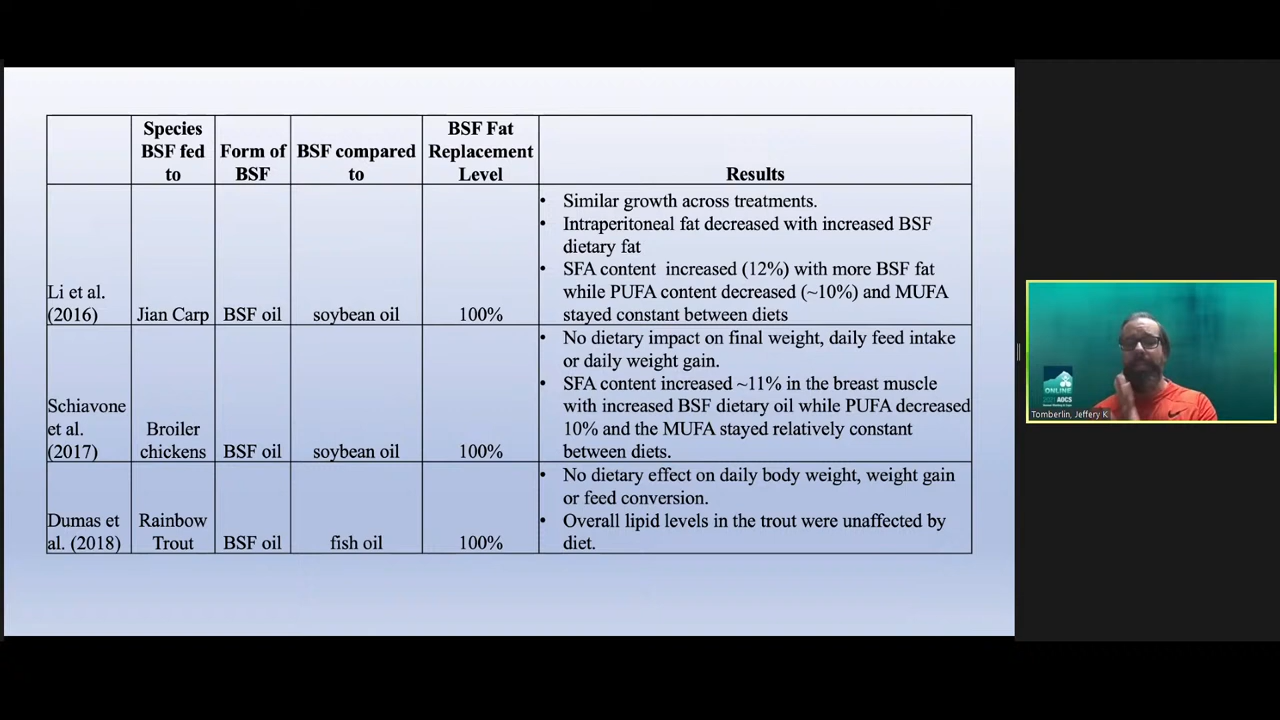 Species
BSF fed
to
Form of
BSF
BSF compared
to
BSF Fat
Replacement
Level
Results
Li et al.
(2016)
Jian Carp
BSF oil
soybean oil
100%
• Similar growth across treatments.
• Intraperitoneal fat decreased with increased BSF
dietary fat
• SFA content increased (12%) with more BSF fat
while PUFA content decreased (~10%) and MUFA
stayed constant between diets
Schiavone
et al.
(2017)
Broiler
chickens
BSF oil
soybean oil
100%
• No dietary impact on final weight, daily feed intake
or daily weight gain.
• SFA content increased ~11% in the breast muscle
with increased BSF dietary oil while PUFA decreased
10% and the MUFA stayed relatively constant
between diets.
Dumas et
al. (2018)
Rainbow
Trout
BSF oil
fish oil
100%
• No dietary effect on daily body weight, weight gain
or feed conversion.
• Overall lipid levels in the trout were unaffected by
diet.
ONLINE
2021 AOCS
Tomberlin, Jeffery K